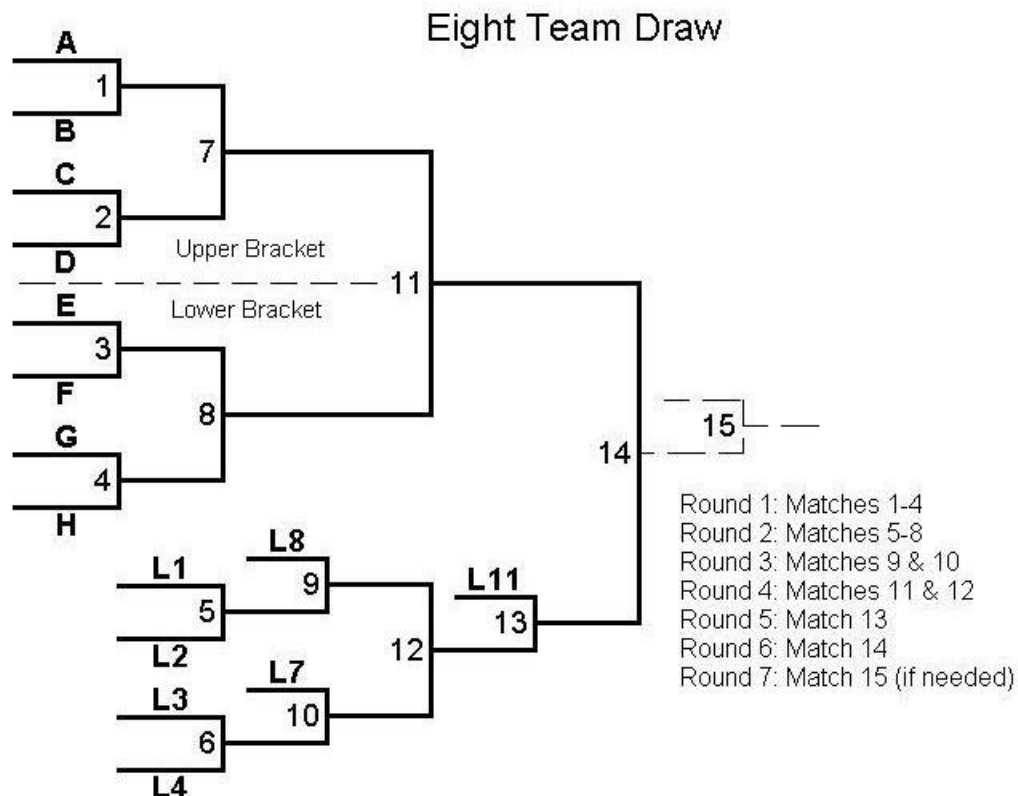 Eight Team Draw
A
1
B
7
C
2
D
Upper Bracket
11
Lower Bracket
E
3
F
8
G
4
H
15
14
L8
L1
9
5
L2
L11
13
12
L7
L3
10
6
L4
Round 1: Matches 1-4
Round 2: Matches 5-8
Round 3: Matches 9 & 10
Round 4: Matches 11 & 12
Round 5: Match 13
Round 6: Match 14
Round 7: Match 15 (if needed)